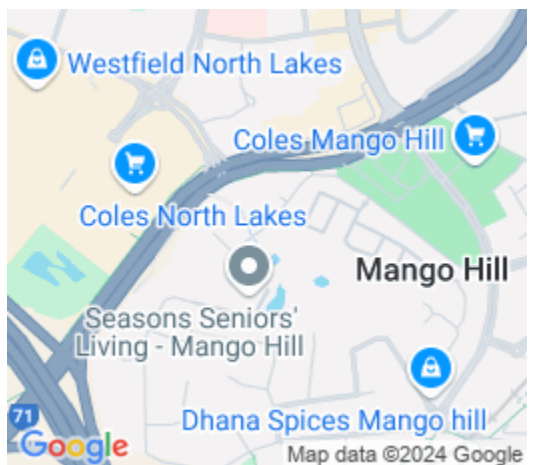 Westfield North Lakes
Coles Mango Hill
Coles North Lakes
Mango Hill
Seasons Seniors'
Living - Mango Hill
Dhana Spices Mango hill
71
Google
Map data ©2024 Google